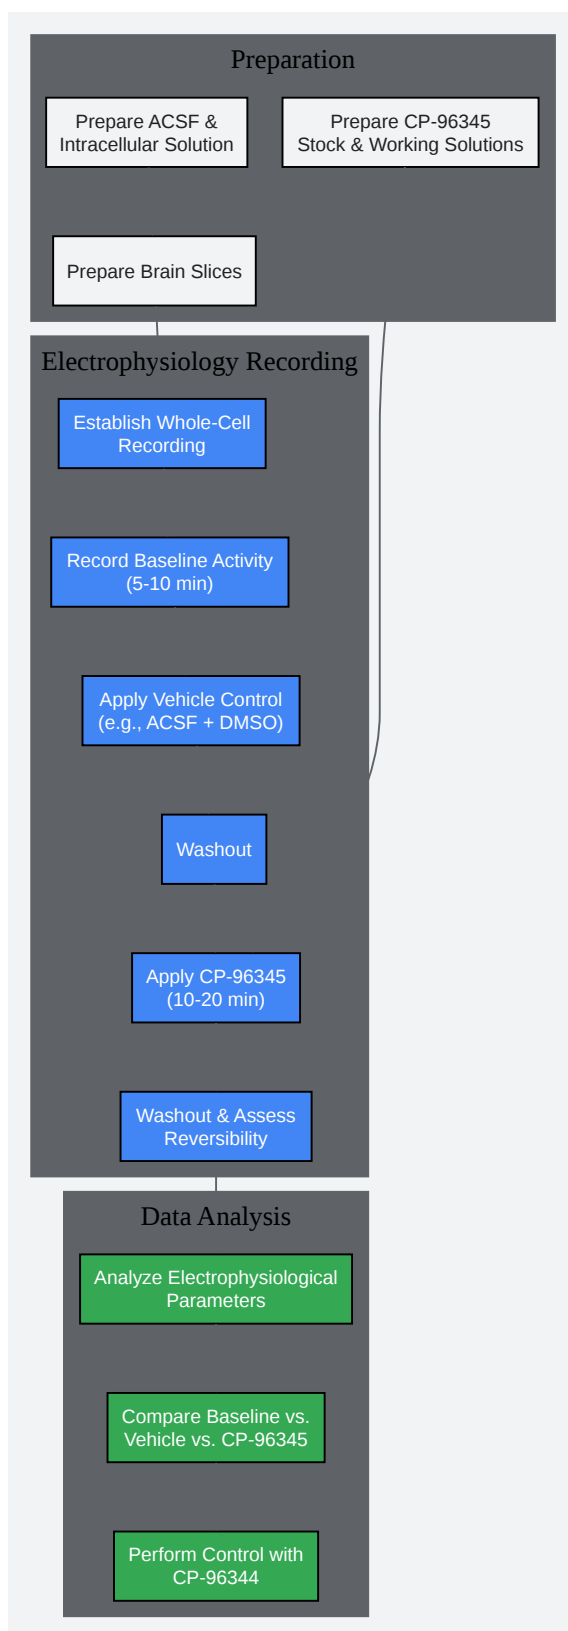 Preparation
Prepare ACSF &
Intracellular Solution
Prepare CP-96345
Stock & Working Solutions
Prepare Brain Slices
Electrophysiology Recording
Establish Whole-Cell
Recording
Record Baseline Activity
(5-10 min)
Apply Vehicle Control
(e.g., ACSF + DMSO)
Washout
Apply CP-96345
(10-20 min)
Washout & Assess
Reversibility
Data Analysis
Analyze Electrophysiological
Parameters
Compare Baseline vs.
Vehicle vs. CP-96345
Perform Control with
CP-96344